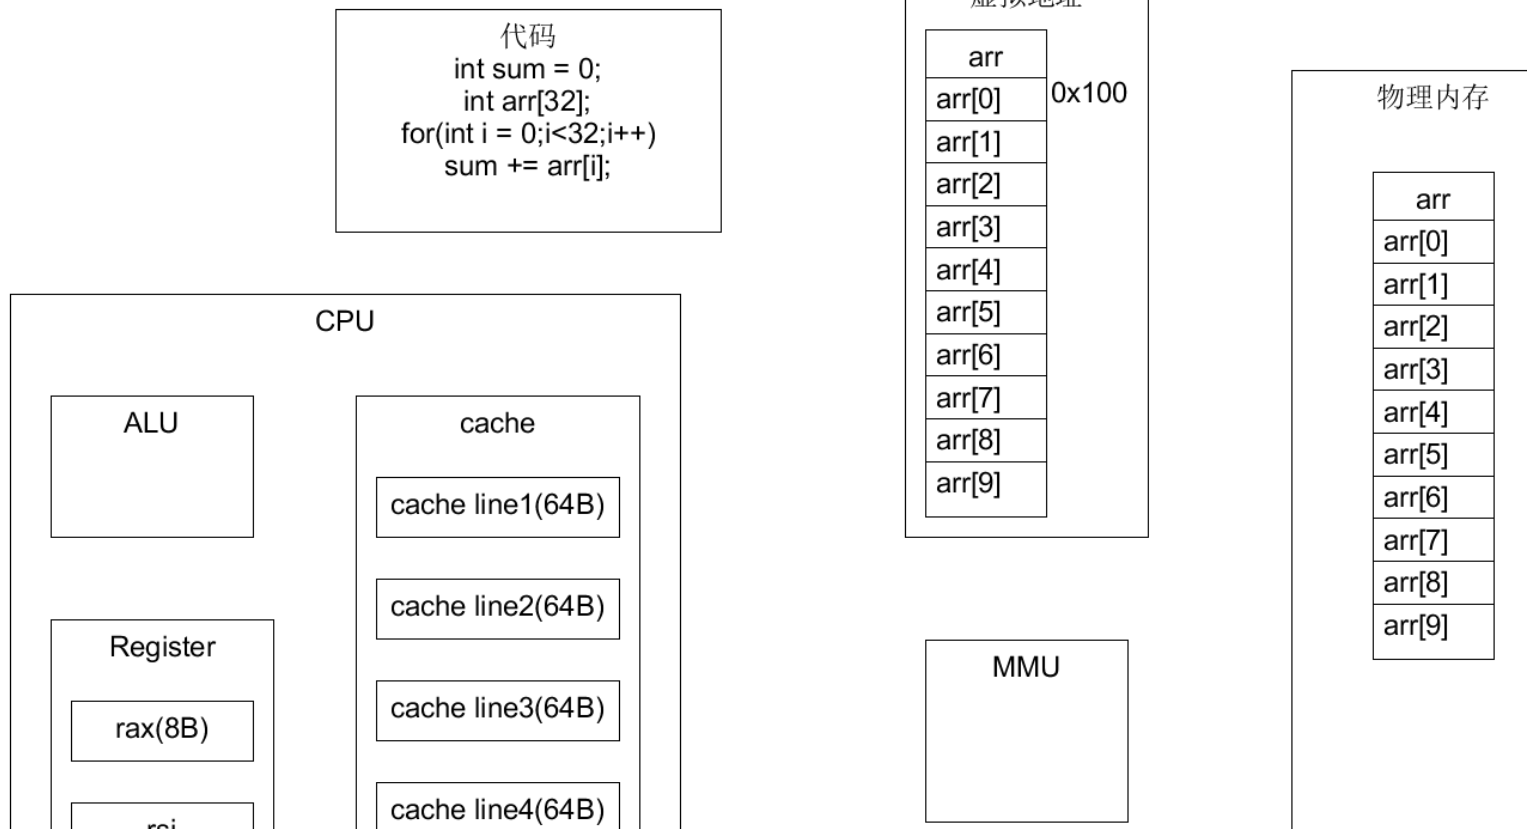 代码
int sum = 0;
int arr[32];
for(int i = 0;i<32;i++)
sum += arr[i];
CPU
ALU
Register
rax(8B)
cache
cache line1(64B)
cache line2(64B)
cache line3(64B)
cache line4(64B)
虚拟地址
arr
arr[0]
0x100
arr[1]
arr[2]
arr[3]
arr[4]
arr[5]
arr[6]
arr[7]
arr[8]
arr[9]
MMU
物理内存
arr
arr[0]
arr[1]
arr[2]
arr[3]
arr[4]
arr[5]
arr[6]
arr[7]
arr[8]
arr[9]